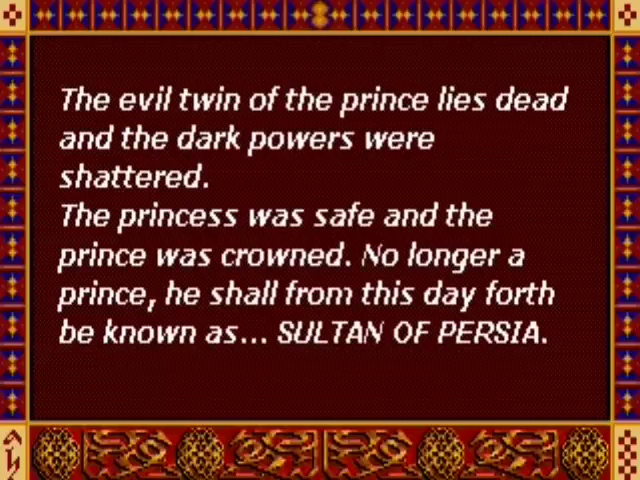 The evil twin of the prince lies dead
and the dark powers were
shattered.
The princess was safe and the
prince was crowned. No longer a
prince, he shall from this day forth
be known as... SULTAN OF PERSIA.